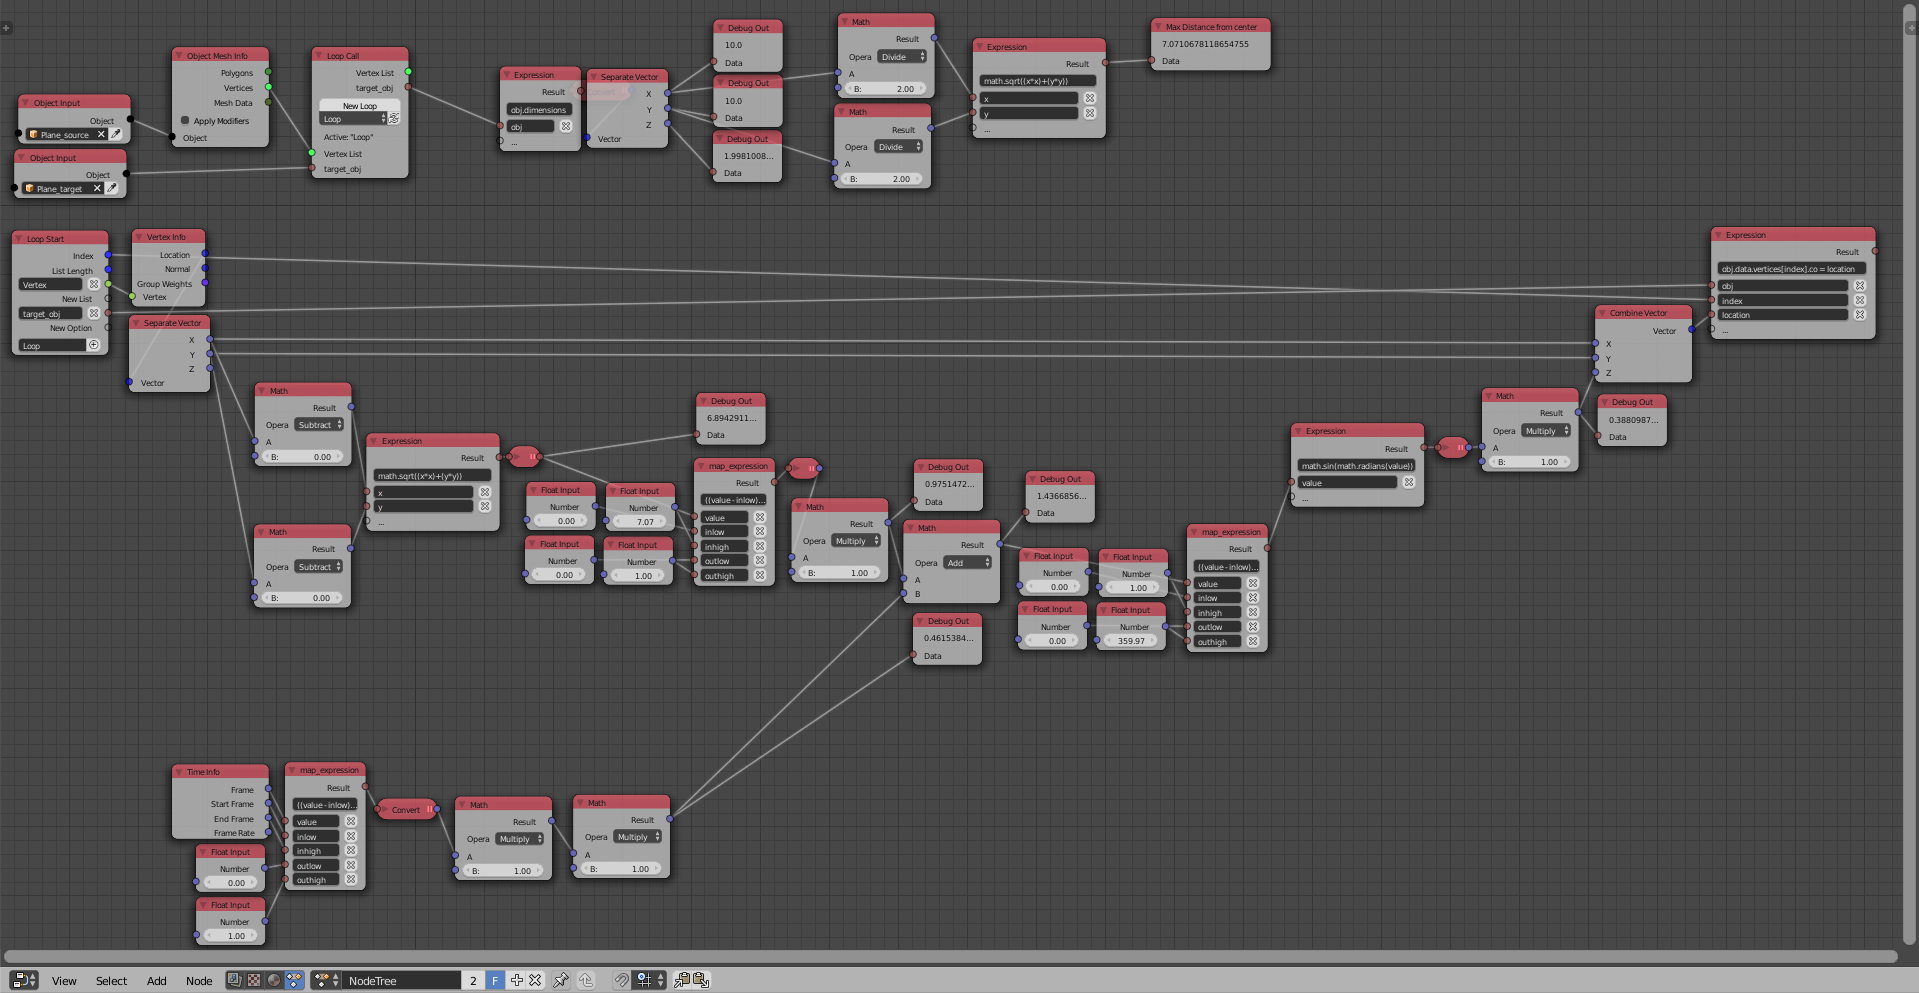 Object Input
Object
Plane_source
Object Input
Object
Plane_target
Object Mesh Info
Polygons
Vertices
Mesh Data
Apply Modifiers
Object
Loop Call
Vertex List
target_obj
New Loop
Loop
Active: "Loop"
Vertex List
target_obj
Expression
Result
obj.dimensions
obj
...
Separate Vector
X
Y
Z
Vector
Debug Out
10.0
Data
Debug Out
10.0
Data
Debug Out
1.9981008...
Data
Math
Result
Opera Divide
A
B: 2.00
Math
Result
Opera Divide
A
B: 2.00
Expression
Result
math.sqrt((x*x)+(y*y))
x
y
...
Max Distance from center
7.0710678118654755
Data
Loop Start
Index
List Length
Vertex
New List
target_obj
New Option
Loop
Vertex Info
Location
Normal
Group Weights
Vertex
Separate Vector
X
Y
Z
Vector
Math
Result
Opera Subtract
A
B: 0.00
Math
Result
Opera Subtract
A
B: 0.00
Expression
Result
math.sqrt((x*x)+(y*y))
x
y
...
Debug Out
6.8942911...
Data
Float Input
Number
0.00
Float Input
Number
7.07
Float Input
Number
0.00
Float Input
Number
1.00
map_expression
Result
((value-inlow)...
value
inlow
inhigh
outlow
outhigh
Math
Result
Opera Multiply
A
B: 1.00
Debug Out
0.9751472...
Data
Math
Result
Opera Add
A
B
Debug Out
0.4615384...
Data
Debug Out
1.4366856...
Data
Float Input
Number
0.00
Float Input
Number
1.00
Float Input
Number
0.00
Float Input
Number
359.97
map_expression
Result
((value-inlow)...
value
inlow
inhigh
outlow
outhigh
Expression
Result
math.sin(math.radians(value))
value
...
Math
Result
Opera Multiply
A
B: 1.00
Debug Out
0.3880987...
Data
Combine Vector
Vector
X
Y
Z
Expression
Result
obj.data.vertices[index].co = location
obj
index
location
...
Time Info
Frame
Start Frame
End Frame
Frame Rate
Float Input
Number
0.00
Float Input
Number
1.00
map_expression
Result
((value-inlow)...
value
inlow
inhigh
outlow
outhigh
Convert
Math
Result
Opera Multiply
A
B: 1.00
Math
Result
Opera Multiply
A
B: 1.00
View Select Add Node NodeTree 2 F